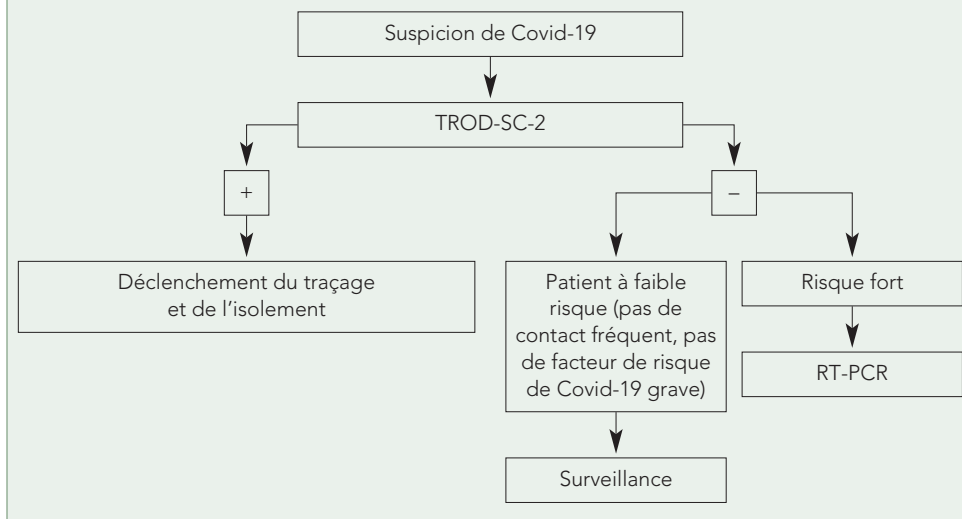 Suspicion de Covid-19
TROD-SC-2
+
–
Déclenchement du traçage
et de l'isolement
Patient à faible
risque (pas de
contact fréquent, pas
de facteur de risque
de Covid-19 grave)
Risque fort
RT-PCR
Surveillance